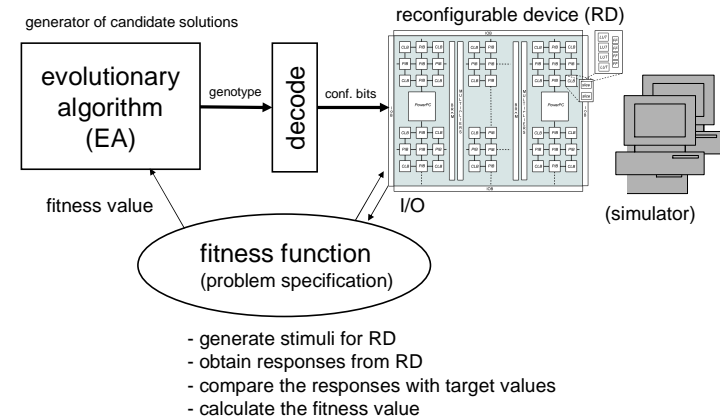 generator of candidate solutions
evolutionary
algorithm
(EA)
genotype
decode
conf. bits
reconfigurable device (RD)
PowerPC
PowerPC
I/O
(simulator)
fitness value
fitness function
(problem specification)
- generate stimuli for RD
- obtain responses from RD
- compare the responses with target values
- calculate the fitness value